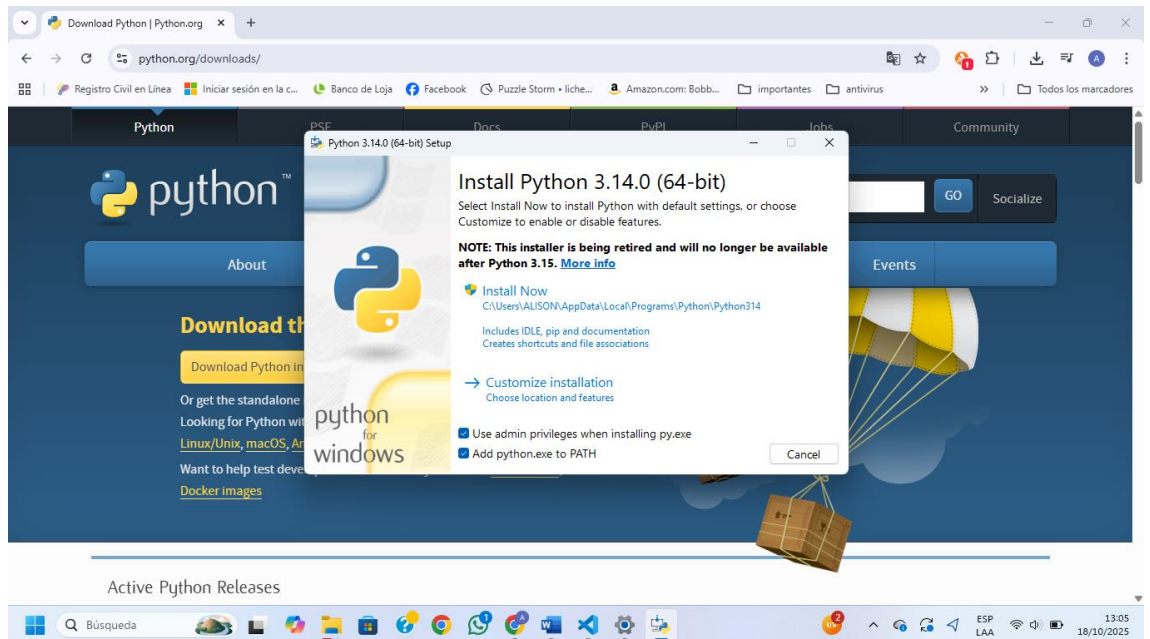 Download Python | Python.org
python.org/downloads/
A
Registro Civil en Línea
Iniciar sesión en la c...
Banco de Loja
Facebook
Puzzle Storm • liche...
Amazon.com: Bobb...
importantes
antivirus
»
Todos los marcadores
Python
PSF
Docs
PyPI
Jobs
Community
python™
GO
Socialize
About
Events
Download th
Download Python in
Or get the standalone
Looking for Python wit
Linux/Unix, macOS, An
Want to help test deve
Docker images
Python 3.14.0 (64-bit) Setup
Install Python 3.14.0 (64-bit)
Select Install Now to install Python with default settings, or choose
Customize to enable or disable features.
NOTE: This installer is being retired and will no longer be available
after Python 3.15. More info
Install Now
C:\Users\ALISON\AppData\Local\Programs\Python\Python314
Includes IDLE, pip and documentation
Creates shortcuts and file associations
→ Customize installation
Choose location and features
Use admin privileges when installing py.exe
Add python.exe to PATH
Cancel
python
for
windows
Active Python Releases
Búsqueda
2
ESP
LAA
13:05
18/10/2025